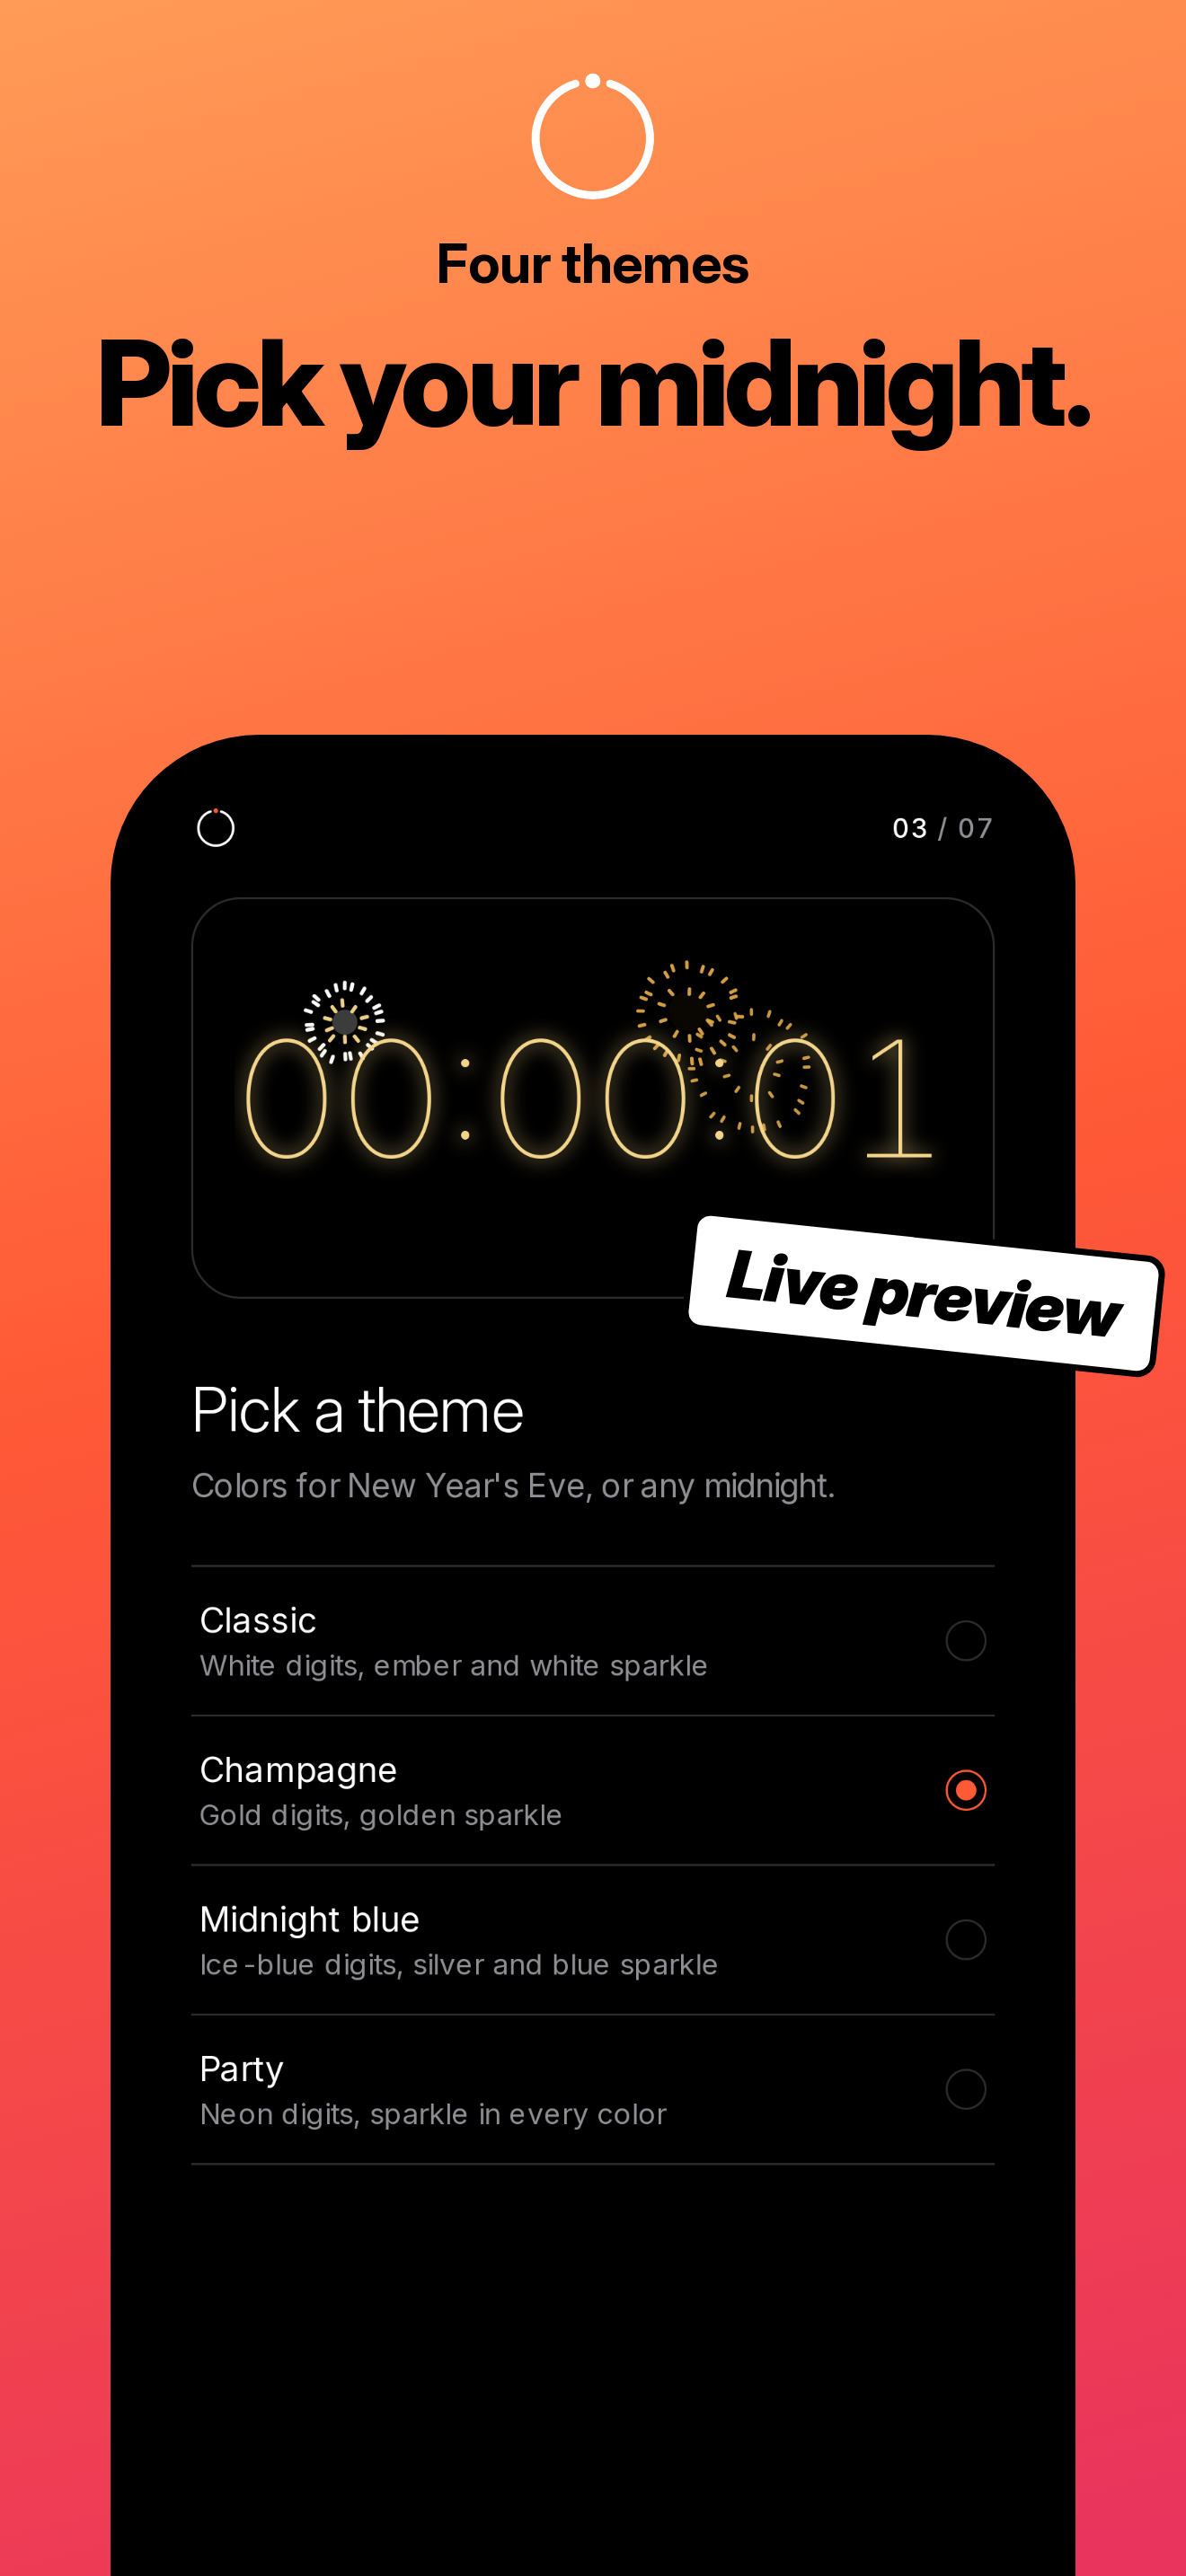 Four themes
Pick your midnight.
03 / 07
00:00:01
Live preview
Pick a theme
Colors for New Year's Eve, or any midnight.
Classic
White digits, ember and white sparkle
Champagne
Gold digits, golden sparkle
Midnight blue
Ice-blue digits, silver and blue sparkle
Party
Neon digits, sparkle in every color